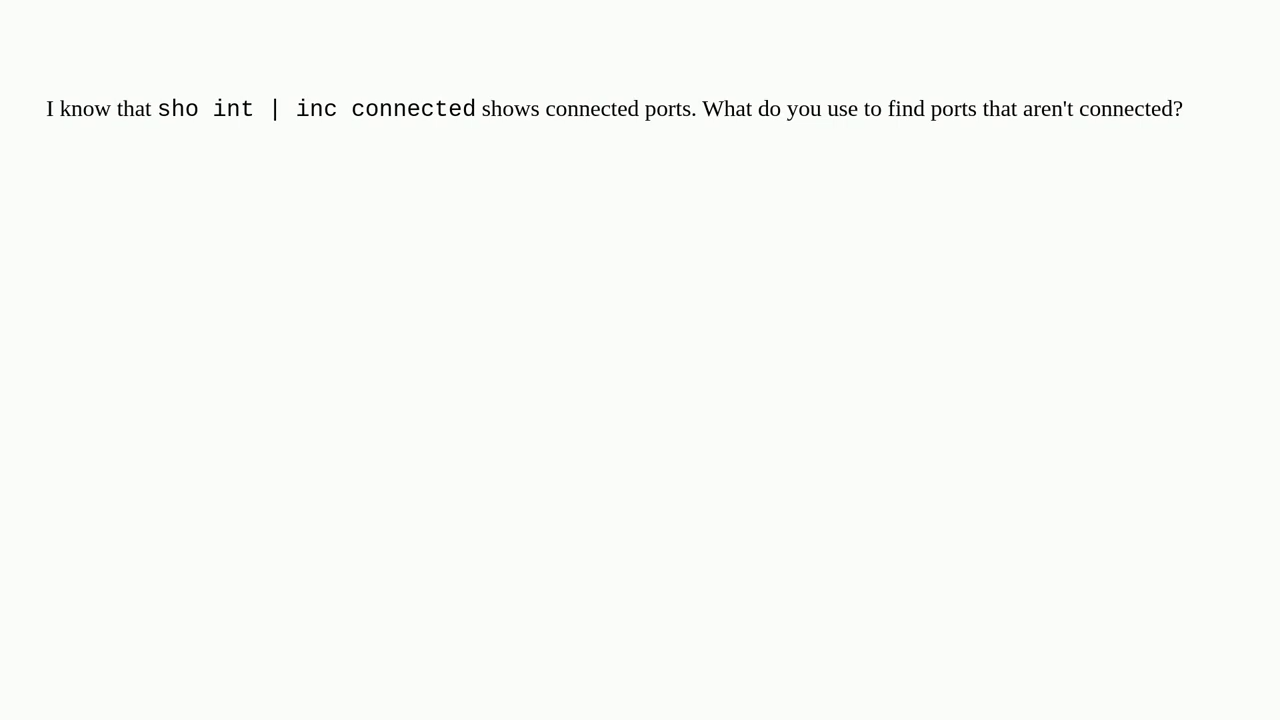 I know that sho int | inc connected shows connected ports. What do you use to find ports that aren't connected?